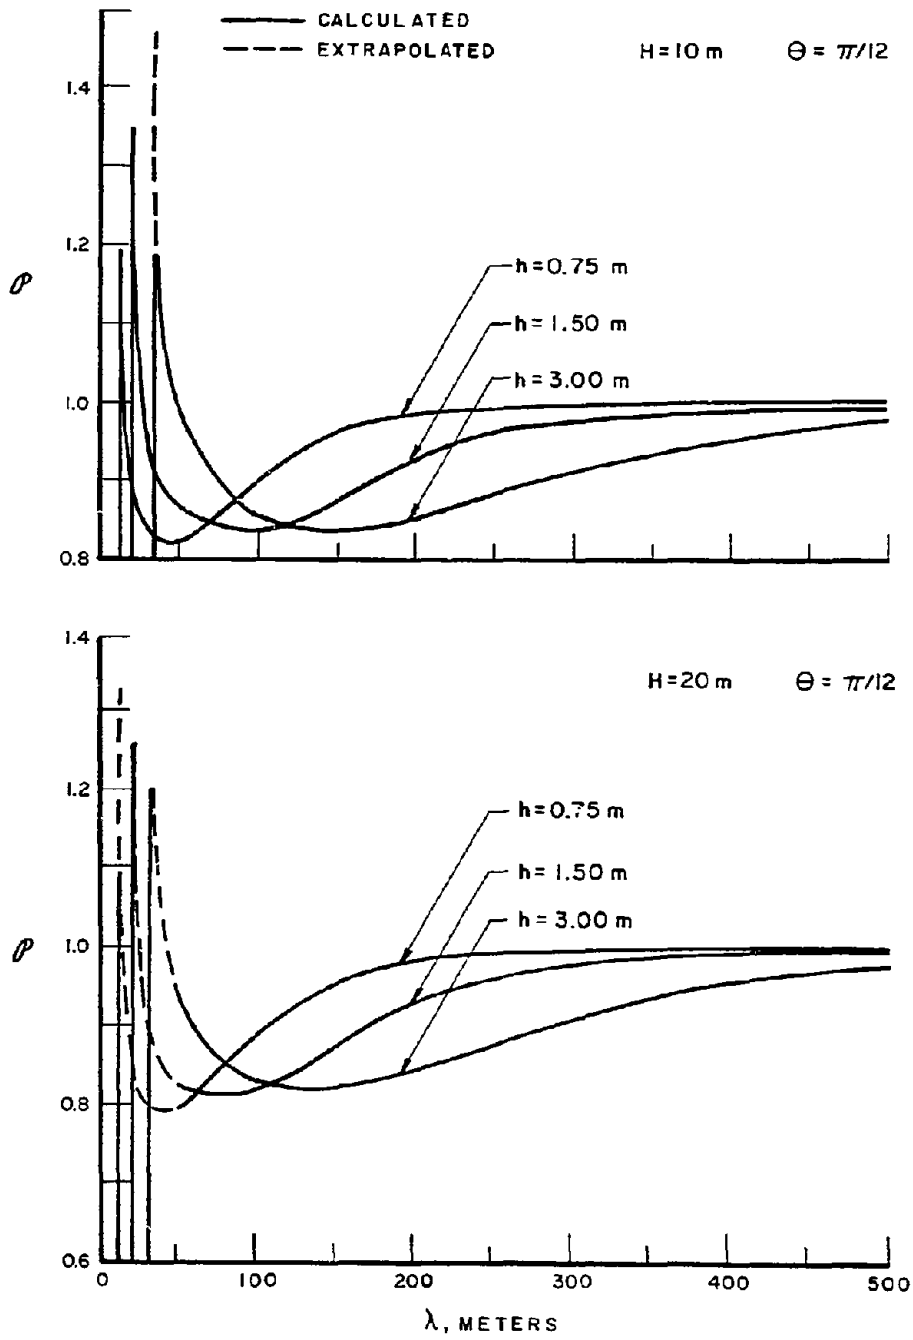 CALCULATED
EXTRAPOLATED
H=10 m Θ = π/12
1.4
1.2
𝒫
h=0.75 m
h=1.50 m
h=3.00 m
1.0
0.8
1.4
H=20 m Θ = π/12
1.2
h=0.75 m
h=1.50 m
h=3.00 m
𝒫
1.0
0.8
0.6
0 100 200 300 400 500
λ, METERS